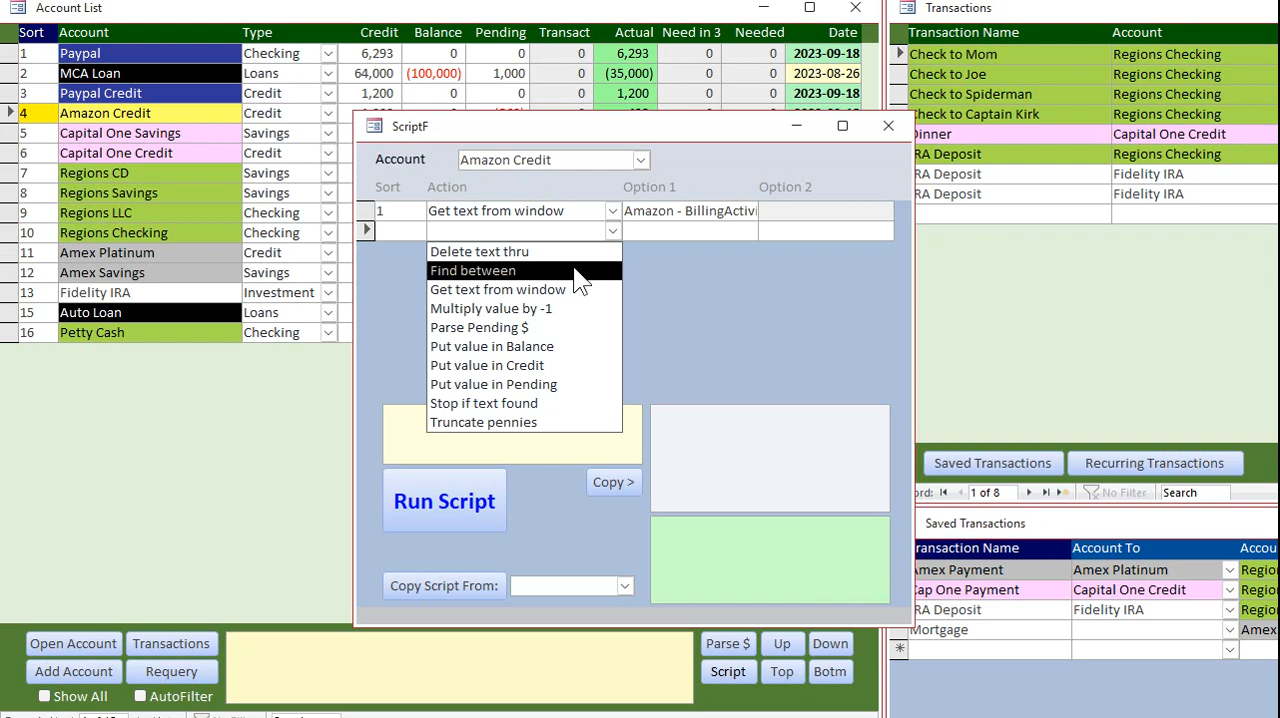 Account List
Sort Account Type Credit Balance Pending Transact Actual Need in 3 Needed Date
1 Paypal Checking 6,293 0 0 0 6,293 0 0 2023-09-18
2 MCA Loan Loans 64,000 (100,000) 1,000 0 (35,000) 0 0 2023-08-26
3 Paypal Credit Credit 1,200 0 0 0 1,200 0 0 2023-09-18
4 Amazon Credit Credit
5 Capital One Savings Savings
6 Capital One Credit Credit
7 Regions CD Savings
8 Regions Savings Savings
9 Regions LLC Checking
10 Regions Checking Checking
11 Amex Platinum Credit
12 Amex Savings Savings
13 Fidelity IRA Investment
15 Auto Loan Loans
16 Petty Cash Checking
ScriptF
Account Amazon Credit
Sort Action Option 1 Option 2
1 Get text from window Amazon - BillingActivi
Delete text thru
Find between
Get text from window
Multiply value by -1
Parse Pending $
Put value in Balance
Put value in Credit
Put value in Pending
Stop if text found
Truncate pennies
Run Script
Copy >
Copy Script From:
Transactions
Transaction Name Account
Check to Mom Regions Checking
Check to Joe Regions Checking
Check to Spiderman Regions Checking
Check to Captain Kirk Regions Checking
Dinner Capital One Credit
RA Deposit Regions Checking
RA Deposit Fidelity IRA
RA Deposit Fidelity IRA
Saved Transactions Recurring Transactions
ord: 1 of 8 No Filter Search
Saved Transactions
ransaction Name Account To Accou
Amex Payment Amex Platinum Region
Cap One Payment Capital One Credit Region
RA Deposit Fidelity IRA Region
Mortgage Amex
Open Account Transactions Parse $ Up Down
Add Account Requery Script Top Botm
Show All AutoFilter